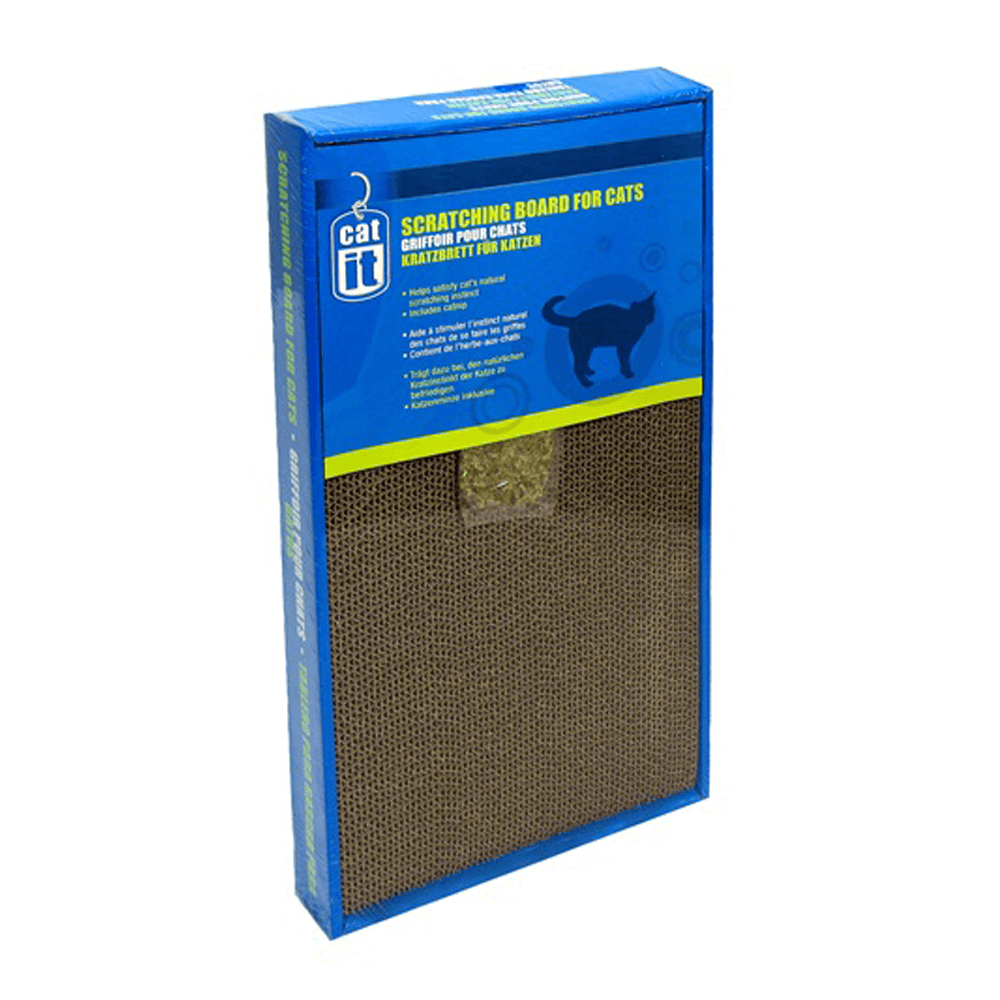 cat
it
SCRATCHING BOARD FOR CATS
GRIFFOIR POUR CHATS
KRATZBRETT FÜR KATZEN
• Helps satisfy cat's natural
scratching instinct
• Includes catnip
• Aide à stimuler l'instinct naturel
des chats de se faire les griffes
• Contient de l'herbe-aux-chats
• Trägt dazu bei, den natürlichen
Kratzinstinkt der Katze zu
befriedigen
• Katzenminze inklusive
SCRATCHING BOARD FOR CATS • GRIFFOIR POUR CHATS •